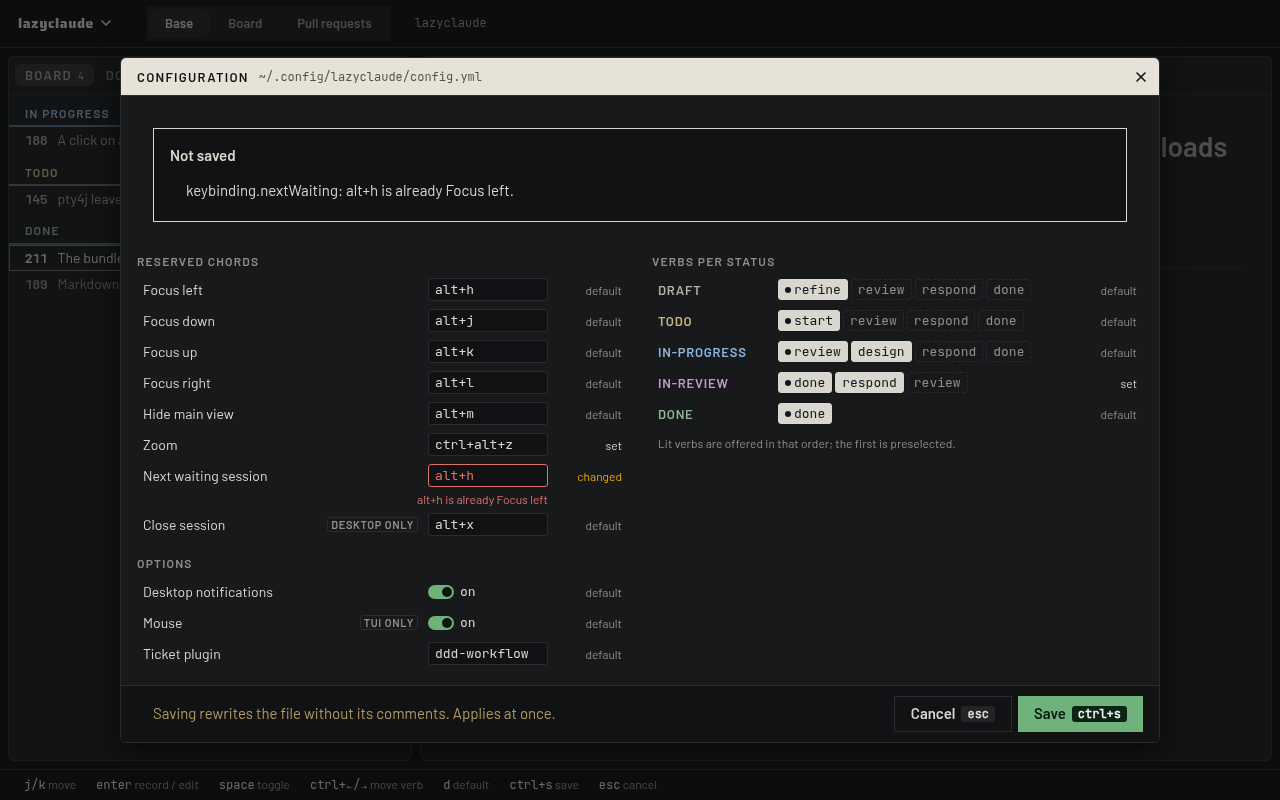 lazyclaude Base Board Pull requests lazyclaude
BOARD 4
IN PROGRESS
188 A click on
TODO
145 pty4j leave
DONE
211 The bundle
189 Markdown
loads
CONFIGURATION ~/.config/lazyclaude/config.yml
Not saved
keybinding.nextWaiting: alt+h is already Focus left.
RESERVED CHORDS
Focus left alt+h default
Focus down alt+j default
Focus up alt+k default
Focus right alt+l default
Hide main view alt+m default
Zoom ctrl+alt+z set
Next waiting session alt+h changed
alt+h is already Focus left
Close session DESKTOP ONLY alt+x default
OPTIONS
Desktop notifications on default
Mouse TUI ONLY on default
Ticket plugin ddd-workflow default
VERBS PER STATUS
DRAFT refine review respond done default
TODO start review respond done default
IN-PROGRESS review design respond done default
IN-REVIEW done respond review set
DONE done default
Lit verbs are offered in that order; the first is preselected.
Saving rewrites the file without its comments. Applies at once.
Cancel esc Save ctrl+s
j/k move enter record / edit space toggle ctrl+←/→ move verb d default ctrl+s save esc cancel